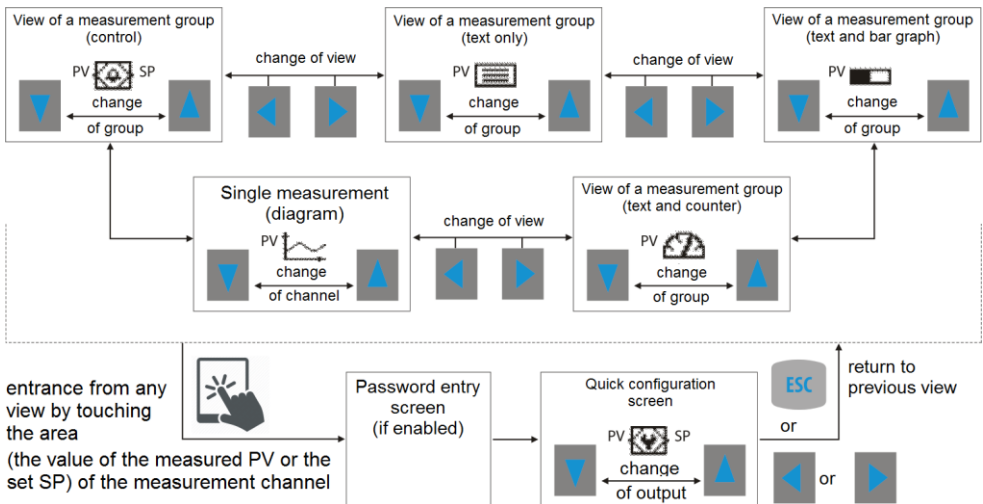 View of a measurement group
(control)
PV SP
change
of group
change of view
View of a measurement group
(text only)
PV
change
of group
change of view
View of a measurement group
(text and bar graph)
PV
change
of group
Single measurement
(diagram)
PV
change
of channel
change of view
View of a measurement group
(text and counter)
PV
change
of group
entrance from any
view by touching
the area
(the value of the measured PV or the
set SP) of the measurement channel
Password entry
screen
(if enabled)
Quick configuration
screen
PV SP
change
of output
ESC
or
or
return to
previous view